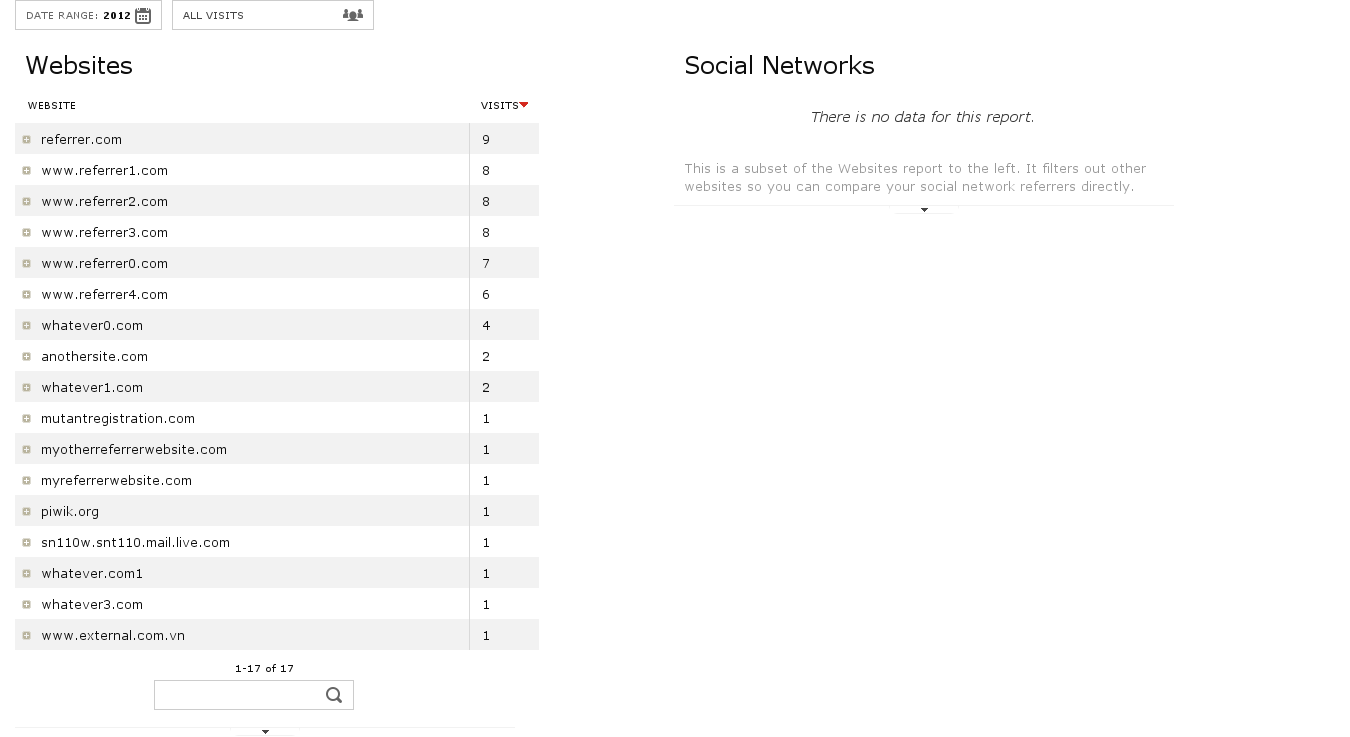 DATE RANGE: 2012
ALL VISITS
Websites
WEBSITE VISITS
referrer.com 9
www.referrer1.com 8
www.referrer2.com 8
www.referrer3.com 8
www.referrer0.com 7
www.referrer4.com 6
whatever0.com 4
anothersite.com 2
whatever1.com 2
mutantregistration.com 1
myotherreferrerwebsite.com 1
myreferrerwebsite.com 1
piwik.org 1
sn110w.snt110.mail.live.com 1
whatever.com1 1
whatever3.com 1
www.external.com.vn 1
1-17 of 17
Social Networks
There is no data for this report.
This is a subset of the Websites report to the left. It filters out other
websites so you can compare your social network referrers directly.